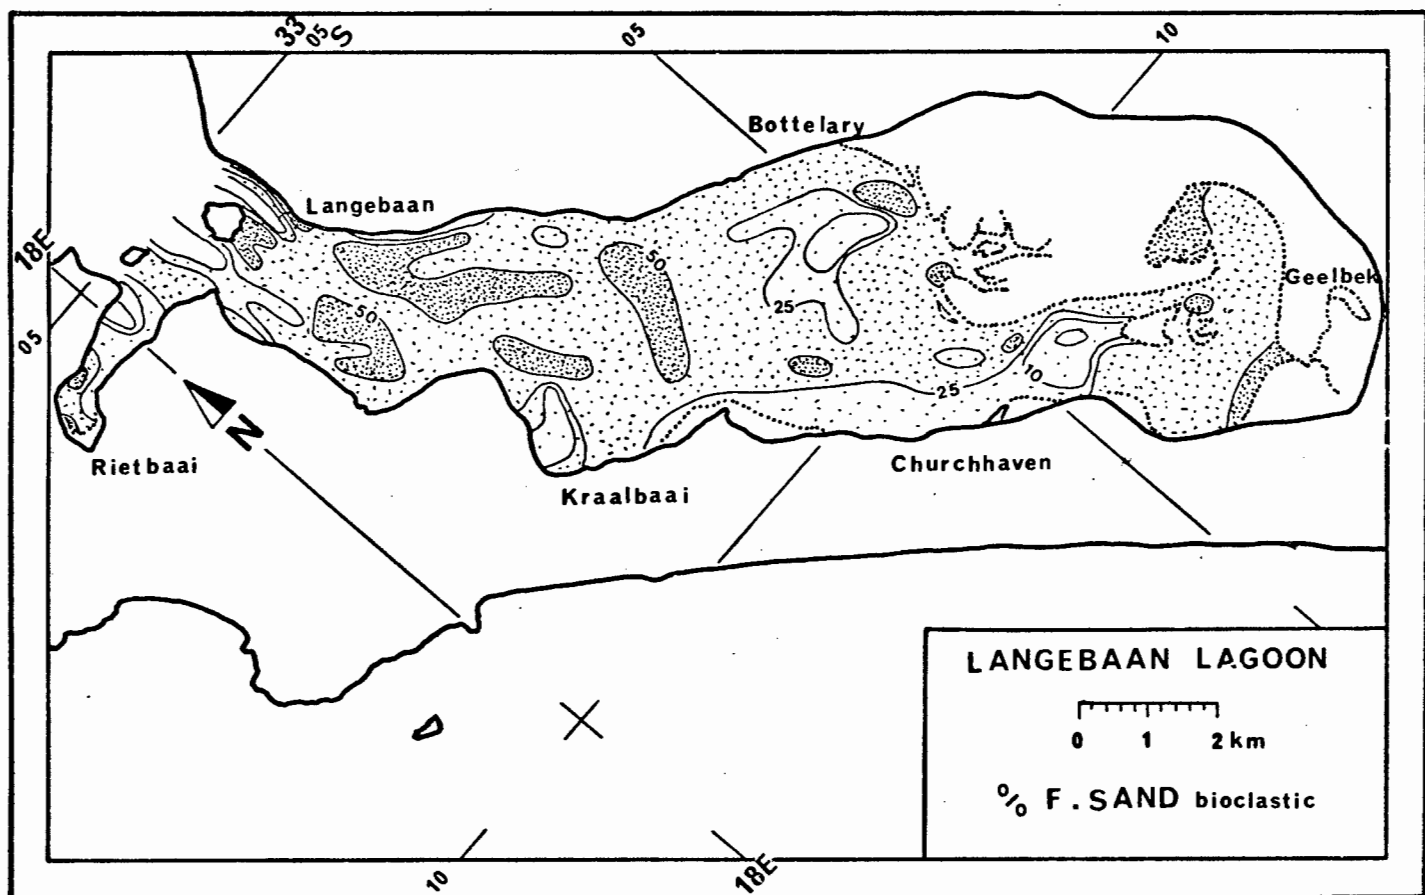 33 05 S
05
10
Bottelary
Langebaan
18E
05
50
50
25
Geelbek
10
25
N
Rietbaai
Kraalbaai
Churchhaven
LANGEBAAN LAGOON
0 1 2 km
% F. SAND bioclastic
10
18E